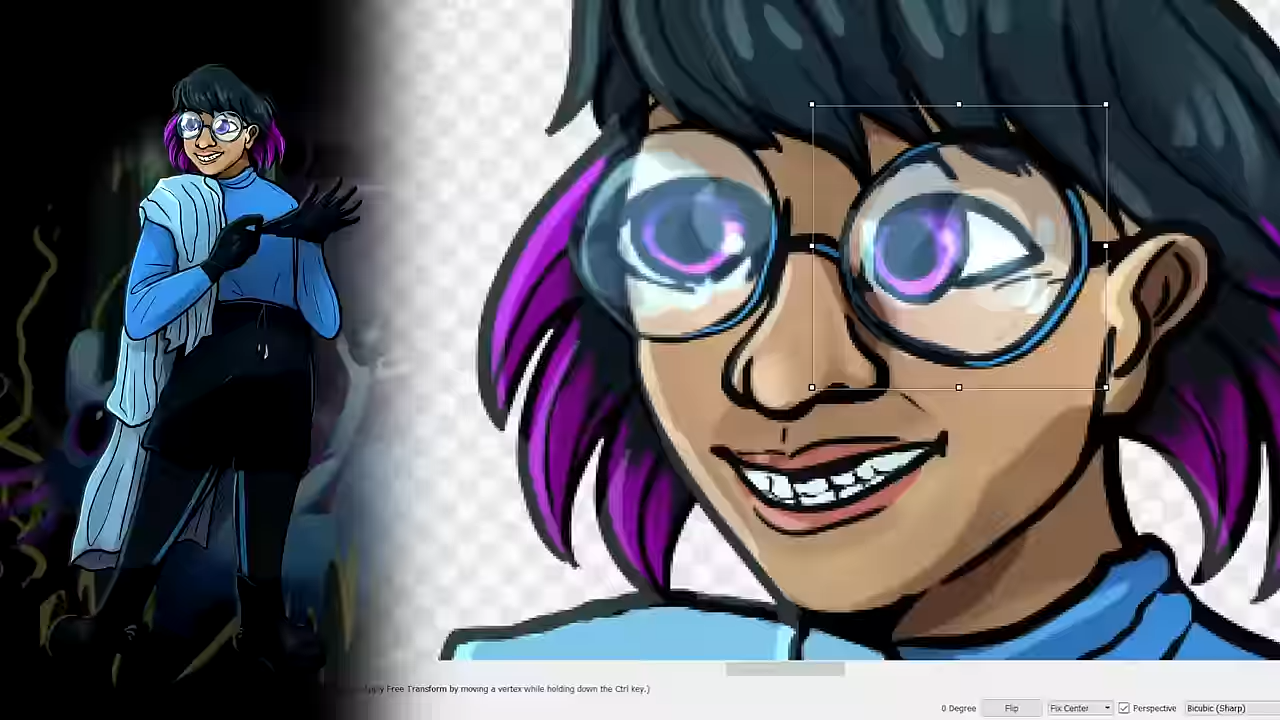 Apply Free Transform by moving a vertex while holding down the Ctrl key.)
0 Degree Flip Fix Center Perspective Bicubic (Sharp)